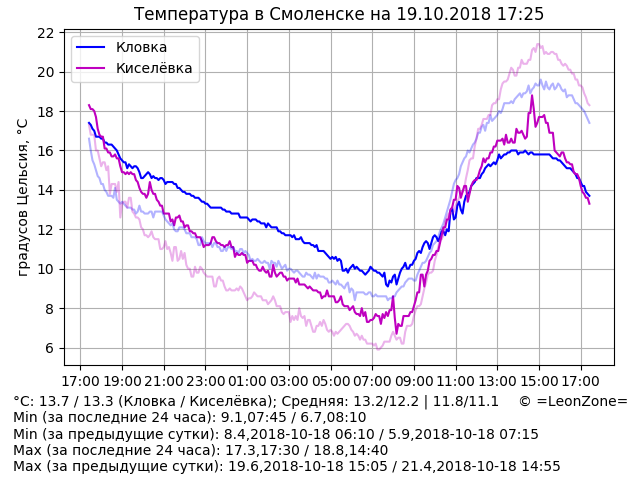 Температура в Смоленске на 19.10.2018 17:25
Кловка
Киселёвка
градусов Цельсия, °C
22
20
18
16
14
12
10
8
6
17:00 19:00 21:00 23:00 01:00 03:00 05:00 07:00 09:00 11:00 13:00 15:00 17:00
°C: 13.7 / 13.3 (Кловка / Киселёвка); Средняя: 13.2/12.2 | 11.8/11.1 © =LeonZone=
Min (за последние 24 часа): 9.1,07:45 / 6.7,08:10
Min (за предыдущие сутки): 8.4,2018-10-18 06:10 / 5.9,2018-10-18 07:15
Max (за последние 24 часа): 17.3,17:30 / 18.8,14:40
Max (за предыдущие сутки): 19.6,2018-10-18 15:05 / 21.4,2018-10-18 14:55